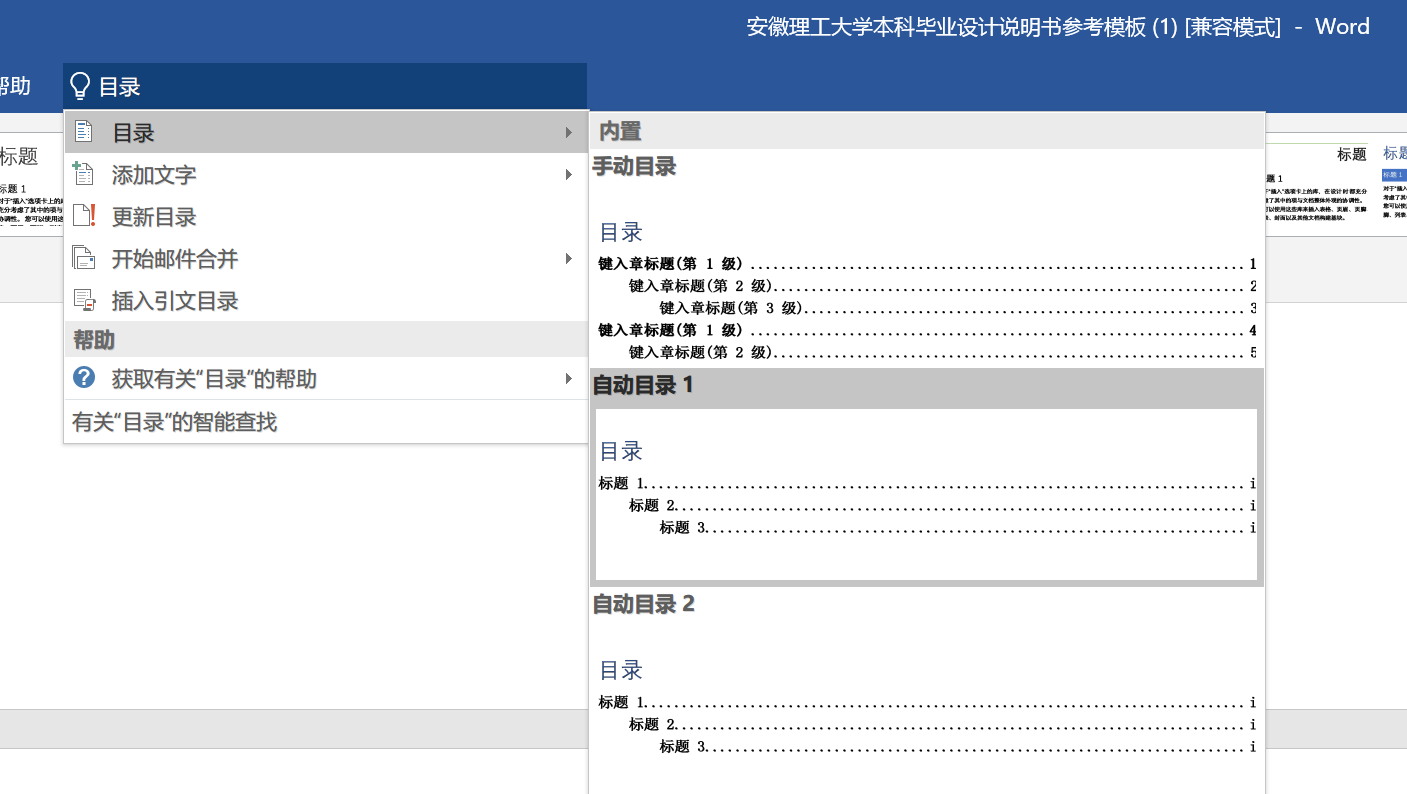 安徽理工大学本科毕业设计说明书参考模板 (1) [兼容模式] - Word
帮助
目录
目录
添加文字
更新目录
开始邮件合并
插入引文目录
帮助
获取有关“目录”的帮助
有关“目录”的智能查找
标题
标题 1
内置
手动目录
目录
键入章标题(第 1 级) 1
键入章标题(第 2 级) 2
键入章标题(第 3 级) 3
键入章标题(第 1 级) 4
键入章标题(第 2 级) 5
自动目录 1
目录
标题 1 i
标题 2 i
标题 3 i
自动目录 2
目录
标题 1 i
标题 2 i
标题 3 i
标题
题 1
标题
标题 1